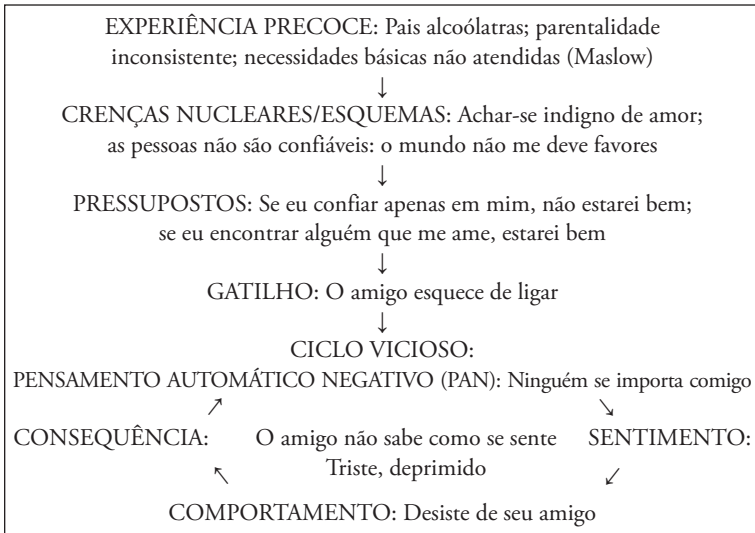 EXPERIÊNCIA PRECOCE: Pais alcoólatras; parentalidade
inconsistente; necessidades básicas não atendidas (Maslow)
↓
CRENÇAS NUCLEARES/ESQUEMAS: Achar-se indigno de amor;
as pessoas não são confiáveis: o mundo não me deve favores
↓
PRESSUPOSTOS: Se eu confiar apenas em mim, não estarei bem;
se eu encontrar alguém que me ame, estarei bem
↓
GATILHO: O amigo esquece de ligar
↓
CICLO VICIOSO:
PENSAMENTO AUTOMÁTICO NEGATIVO (PAN): Ninguém se importa comigo
↗ ↘
CONSEQUÊNCIA: O amigo não sabe como se sente SENTIMENTO:
Triste, deprimido
↖ ↙
COMPORTAMENTO: Desiste de seu amigo